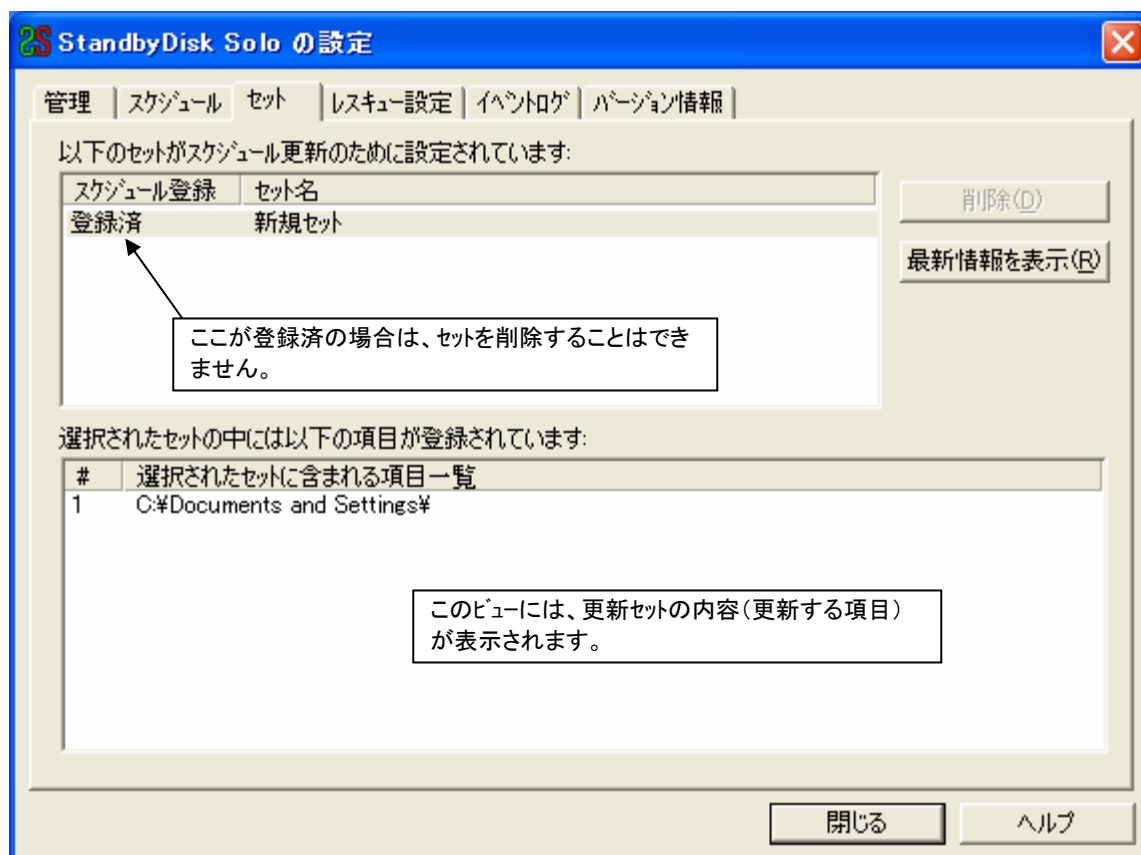 StandbyDisk Solo の設定
管理 スケジュール セット レスキュー設定 イベントログ バージョン情報
以下のセットがスケジュール更新のために設定されています:
スケジュール登録 セット名
登録済 新規セット
削除(D)
最新情報を表示(R)
ここが登録済の場合は、セットを削除することはでき
ません。
選択されたセットの中には以下の項目が登録されています:
# 選択されたセットに含まれる項目一覧
1 C:¥Documents and Settings¥
このビューには、更新セットの内容(更新する項目)
が表示されます。
閉じる ヘルプ